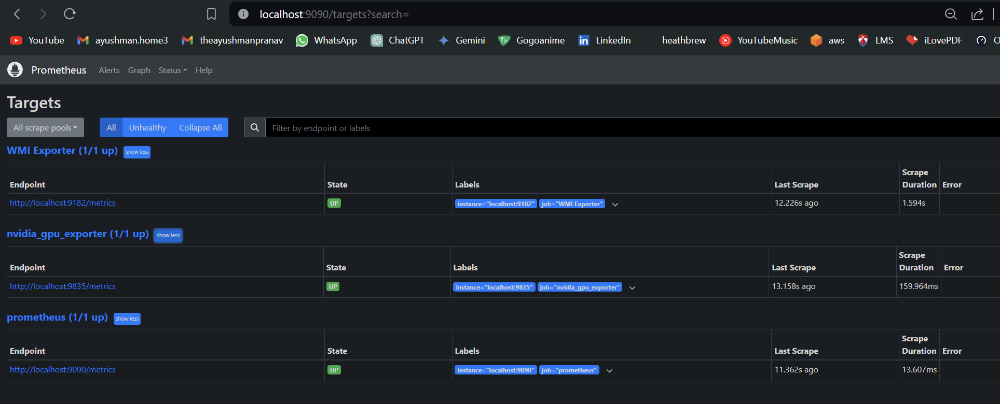 localhost:9090/targets?search=
YouTube ayushman.home3 theayushmanpranav WhatsApp ChatGPT Gemini Gogoanime LinkedIn heathbrew YouTubeMusic aws LMS iLovePDF O
Prometheus Alerts Graph Status Help
Targets
All scrape pools All Unhealthy Collapse All Filter by endpoint or labels
WMI Exporter (1/1 up) show less
Endpoint State Labels Last Scrape Scrape Duration Error
http://localhost:9182/metrics UP instance="localhost:9182" job="WMI Exporter" 12.226s ago 1.594s
nvidia_gpu_exporter (1/1 up) show less
Endpoint State Labels Last Scrape Scrape Duration Error
http://localhost:9835/metrics UP instance="localhost:9835" job="nvidia_gpu_exporter" 13.158s ago 159.964ms
prometheus (1/1 up) show less
Endpoint State Labels Last Scrape Scrape Duration Error
http://localhost:9090/metrics UP instance="localhost:9090" job="prometheus" 11.362s ago 13.607ms